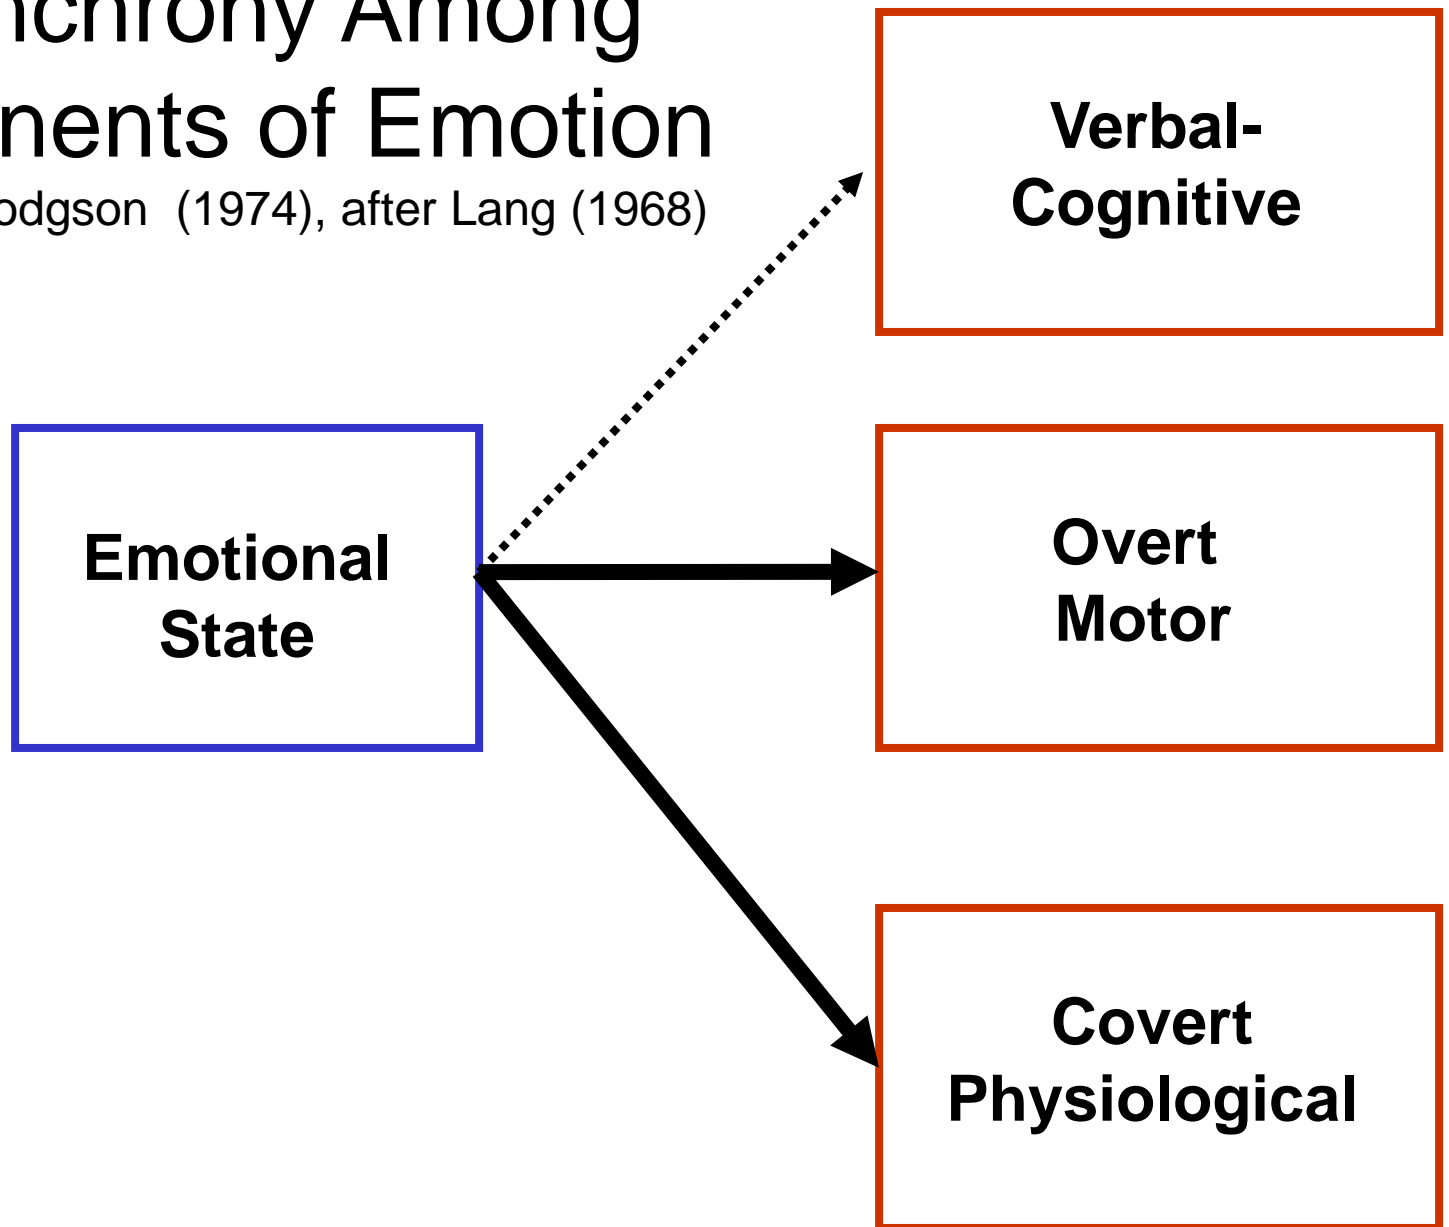 nchrony Among
nents of Emotion
odgson (1974), after Lang (1968)
Verbal-
Cognitive
Emotional
State
Overt
Motor
Covert
Physiological